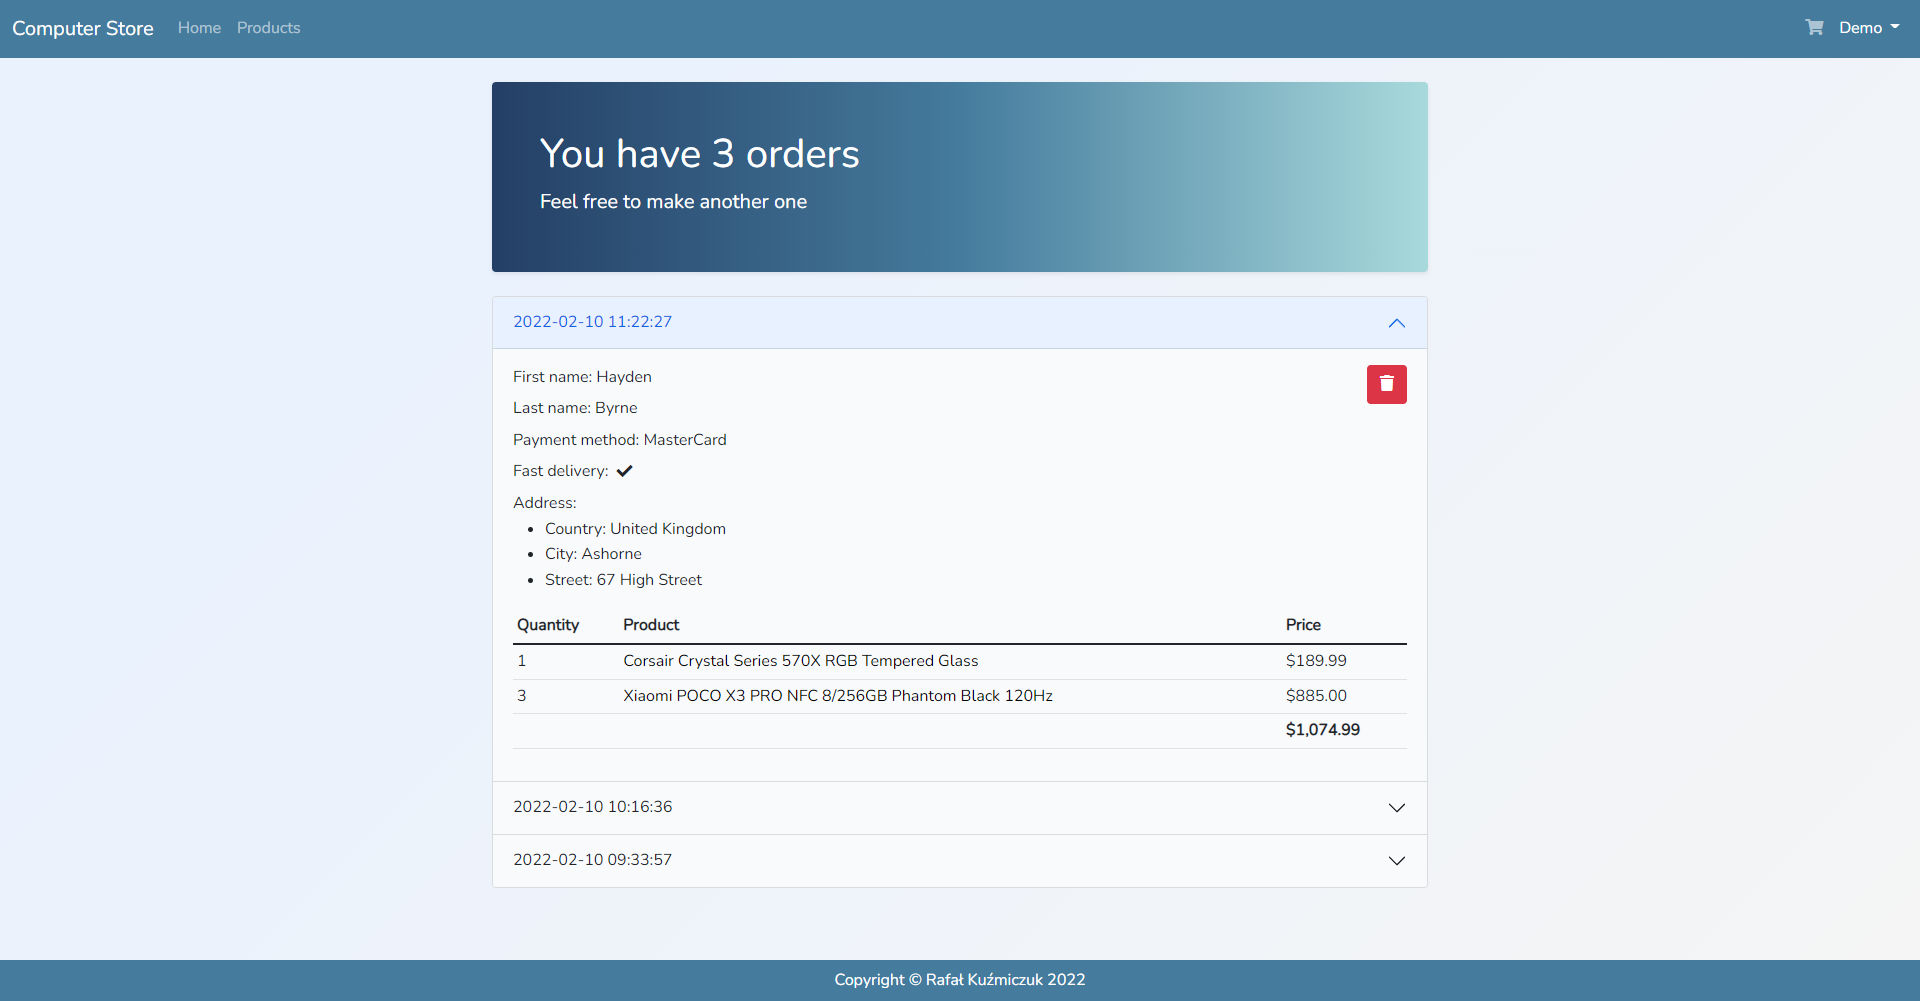 Computer Store Home Products Demo
You have 3 orders
Feel free to make another one
2022-02-10 11:22:27
First name: Hayden
Last name: Byrne
Payment method: MasterCard
Fast delivery:
Address:
Country: United Kingdom
City: Ashorne
Street: 67 High Street
Quantity Product Price
1 Corsair Crystal Series 570X RGB Tempered Glass $189.99
3 Xiaomi POCO X3 PRO NFC 8/256GB Phantom Black 120Hz $885.00
$1,074.99
2022-02-10 10:16:36
2022-02-10 09:33:57
Copyright © Rafał Kuźmiczuk 2022